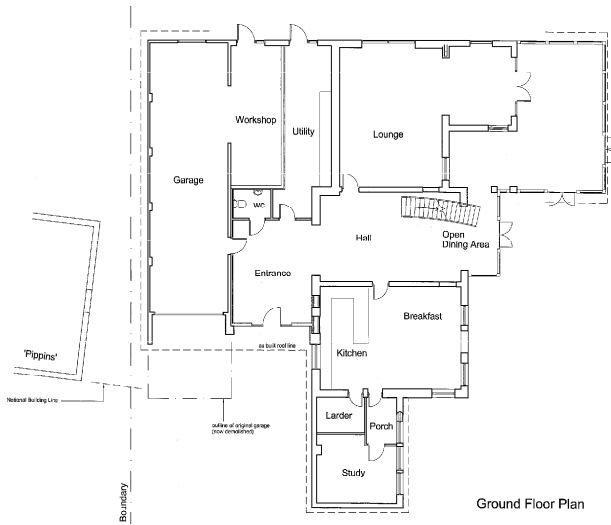 Workshop
Utility
Lounge
Garage
WC
Hall
Open
Dining Area
Entrance
Breakfast
as built roof line
Kitchen
'Pippins'
National Building Line
Larder
outline of original garage
(now demolished)
Porch
Study
Boundary
Ground Floor Plan